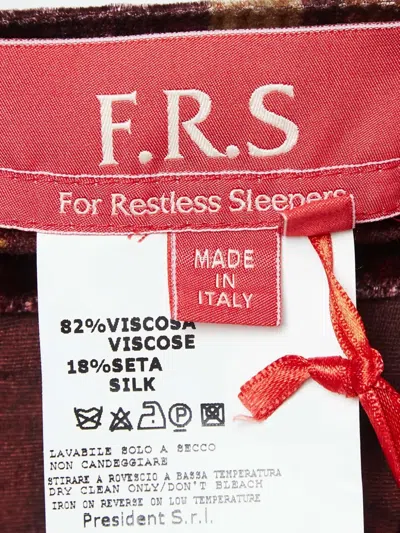 F.R.S
For Restless Sleepers
MADE
IN
ITALY
82%VISCOSA
VISCOSE
18%SETA
SILK
LAVABILE SOLO A SECCO
NON CANDEGGIARE
STIRARE A ROVESCIO A BASSA TEMPERATURA
DRY CLEAN ONLY/DON'T BLEACH
IRON ON REVERSE ON LOW TEMPERATURE
President S.r.l.